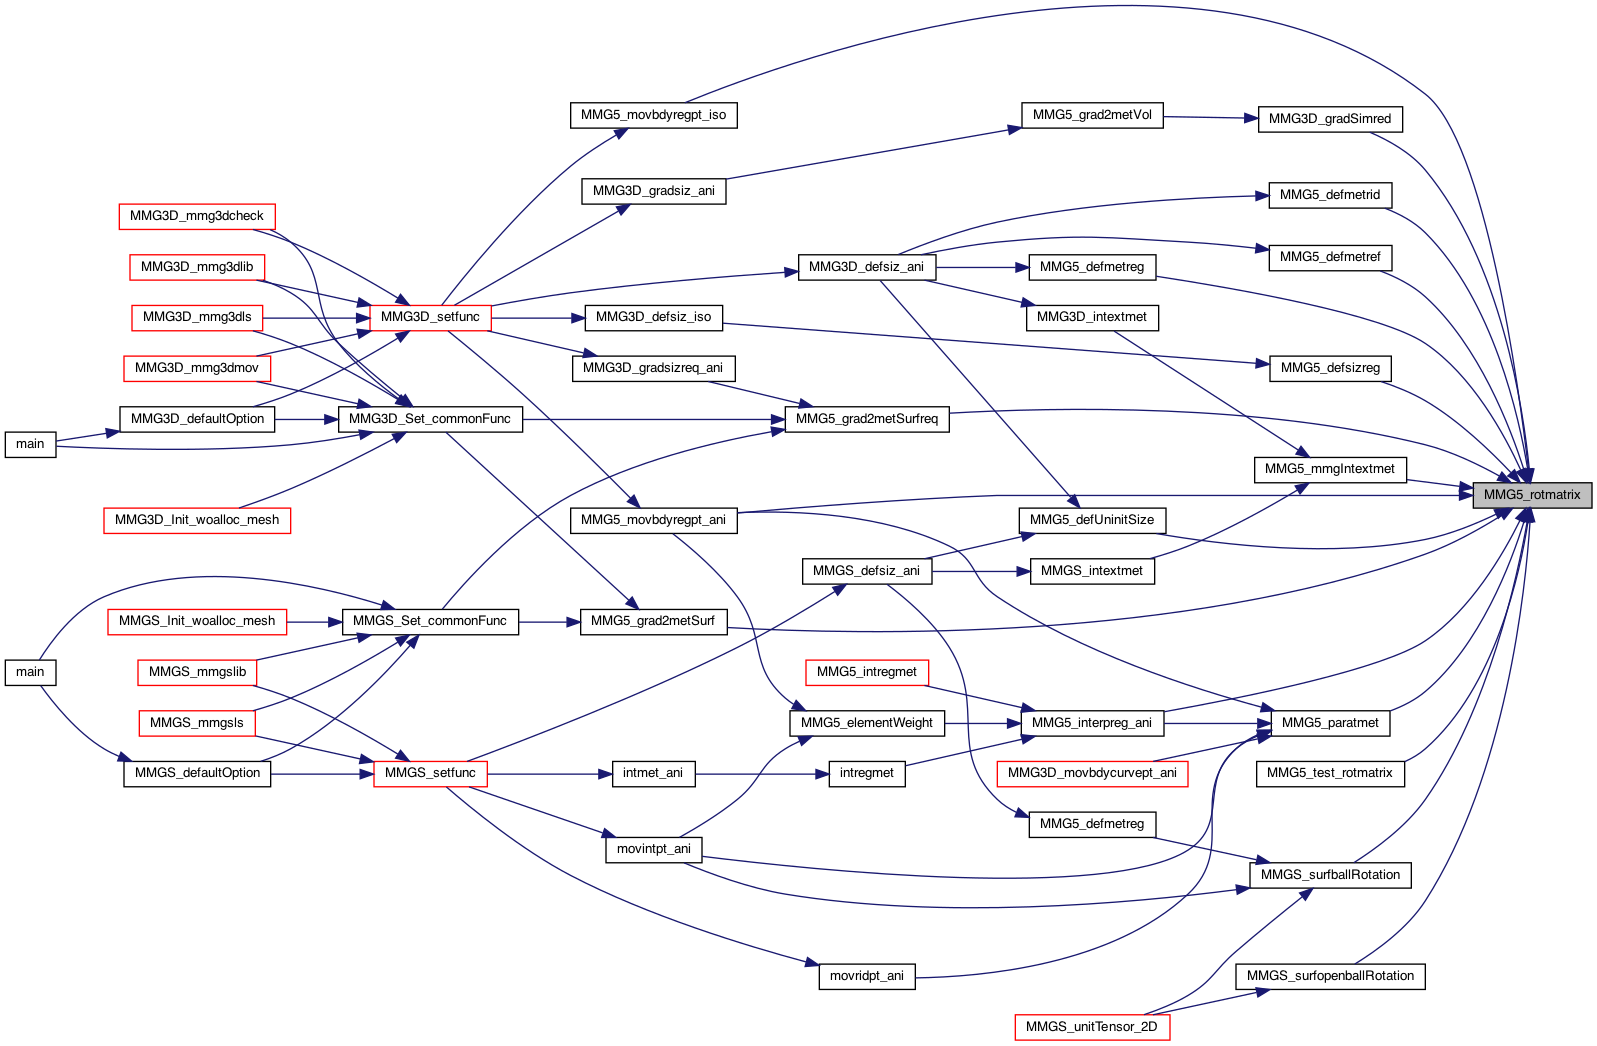 MMG5_movbdyregpt_iso
MMG5_grad2metVol
MMG3D_gradSimred
MMG3D_gradsiz_ani
MMG5_defmetrid
MMG3D_mmg3dcheck
MMG5_defmetref
MMG3D_mmg3dlib
MMG3D_defsiz_ani
MMG5_defmetreg
MMG3D_mmg3dls
MMG3D_setfunc
MMG3D_defsiz_iso
MMG3D_intextmet
MMG3D_mmg3dmov
MMG3D_gradsizreq_ani
MMG5_defsizreg
MMG3D_defaultOption
MMG3D_Set_commonFunc
MMG5_grad2metSurfreq
main
MMG5_mmgIntextmet
MMG5_rotmatrix
MMG3D_Init_woalloc_mesh
MMG5_movbdyregpt_ani
MMG5_defUninitSize
MMGS_defsiz_ani
MMGS_intextmet
MMGS_Init_woalloc_mesh
MMGS_Set_commonFunc
MMG5_grad2metSurf
main
MMGS_mmgslib
MMG5_intregmet
MMGS_mmgsls
MMG5_elementWeight
MMG5_interpreg_ani
MMG5_paratmet
MMGS_defaultOption
MMGS_setfunc
intmet_ani
intregmet
MMG3D_movbdycurvept_ani
MMG5_test_rotmatrix
MMG5_defmetreg
movintpt_ani
MMGS_surfballRotation
movridpt_ani
MMGS_surfopenballRotation
MMGS_unitTensor_2D